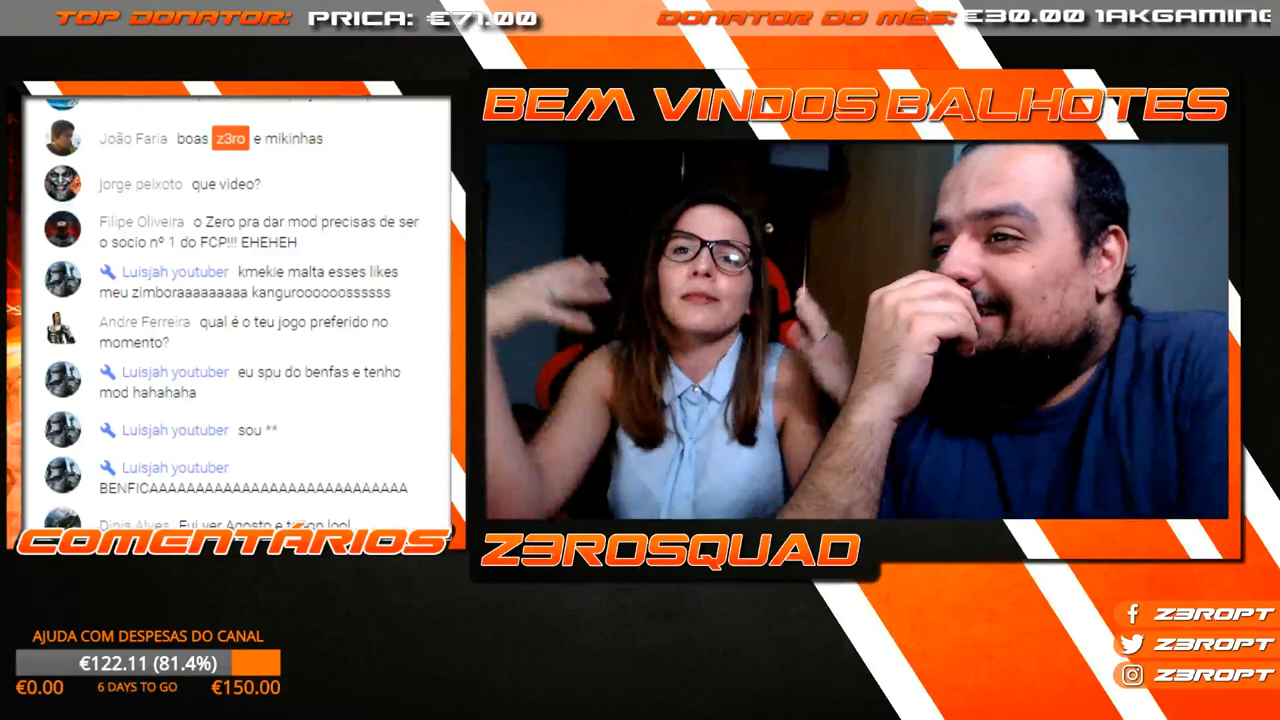 TOP DONATOR: PRICA: €71.00
DONATOR DO MÊS: €30.00 1AKGAMING
BEM VINDOS BALHOTES
João Faria boas z3ro e mikinhas
jorge peixoto que video?
Filipe Oliveira o Zero pra dar mod precisas de ser
o socio nº 1 do FCP!!! EHEHEH
Luisjah youtuber kmekie malta esses likes
meu zimboraaaaaaaaa kanguroooooossssss
Andre Ferreira qual é o teu jogo preferido no
momento?
Luisjah youtuber eu spu do benfas e tenho
mod hahahaha
Luisjah youtuber sou **
Luisjah youtuber
BENFICAAAAAAAAAAAAAAAAAAAAAAAAAAAA
Dinis Alves Fui ver Agosto e
COMENTÁRIOS
Z3ROSQUAD
AJUDA COM DESPESAS DO CANAL
€122.11 (81.4%)
€0.00 6 DAYS TO GO €150.00
Z3ROPT
Z3ROPT
Z3ROPT